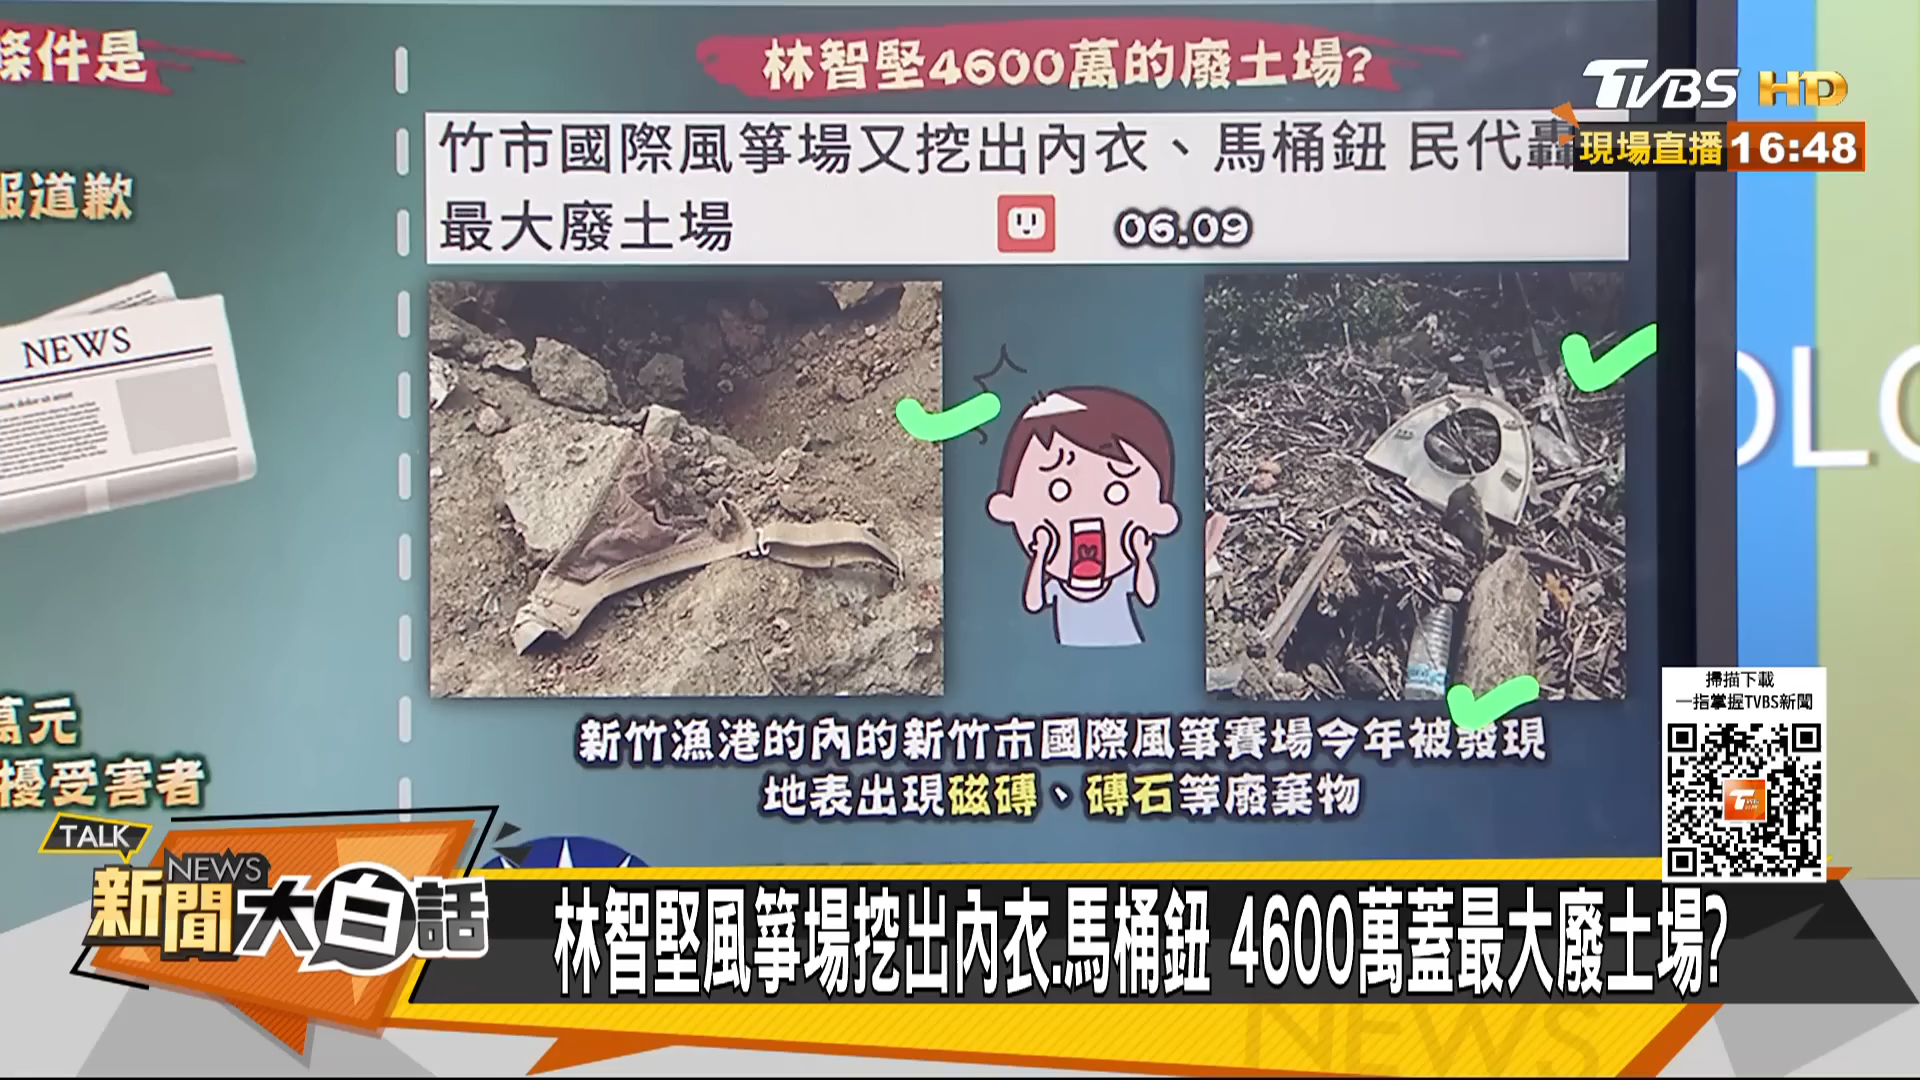 條件是
報道歉
NEWS
萬元
擾受害者
林智堅4600萬的廢土場?
竹市國際風箏場又挖出內衣、馬桶鈕 民代轟
最大廢土場
06.09
新竹漁港的內的新竹市國際風箏賽場今年被發現
地表出現磁磚、磚石等廢棄物
TVBS HD
現場直播 16:48
OLO
掃描下載
一指掌握TVBS新聞
TALK
NEWS
新聞大白話
林智堅風箏場挖出內衣.馬桶鈕 4600萬蓋最大廢土場?
NEWS